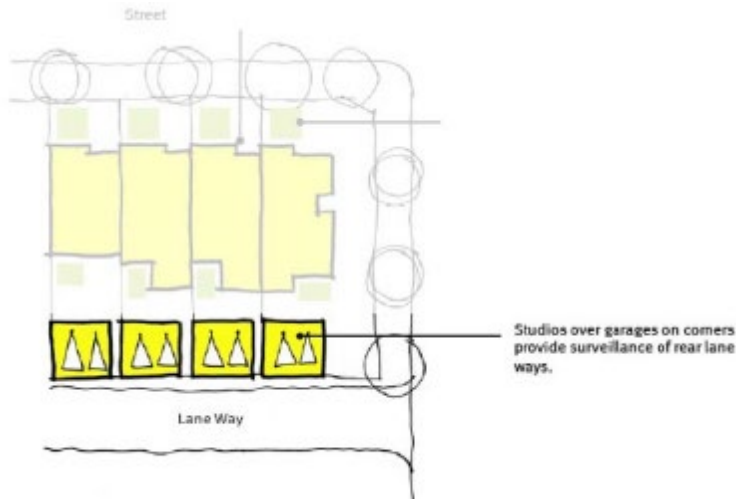 Street
Studios over garages on corners
provide surveillance of rear lane
ways.
Lane Way